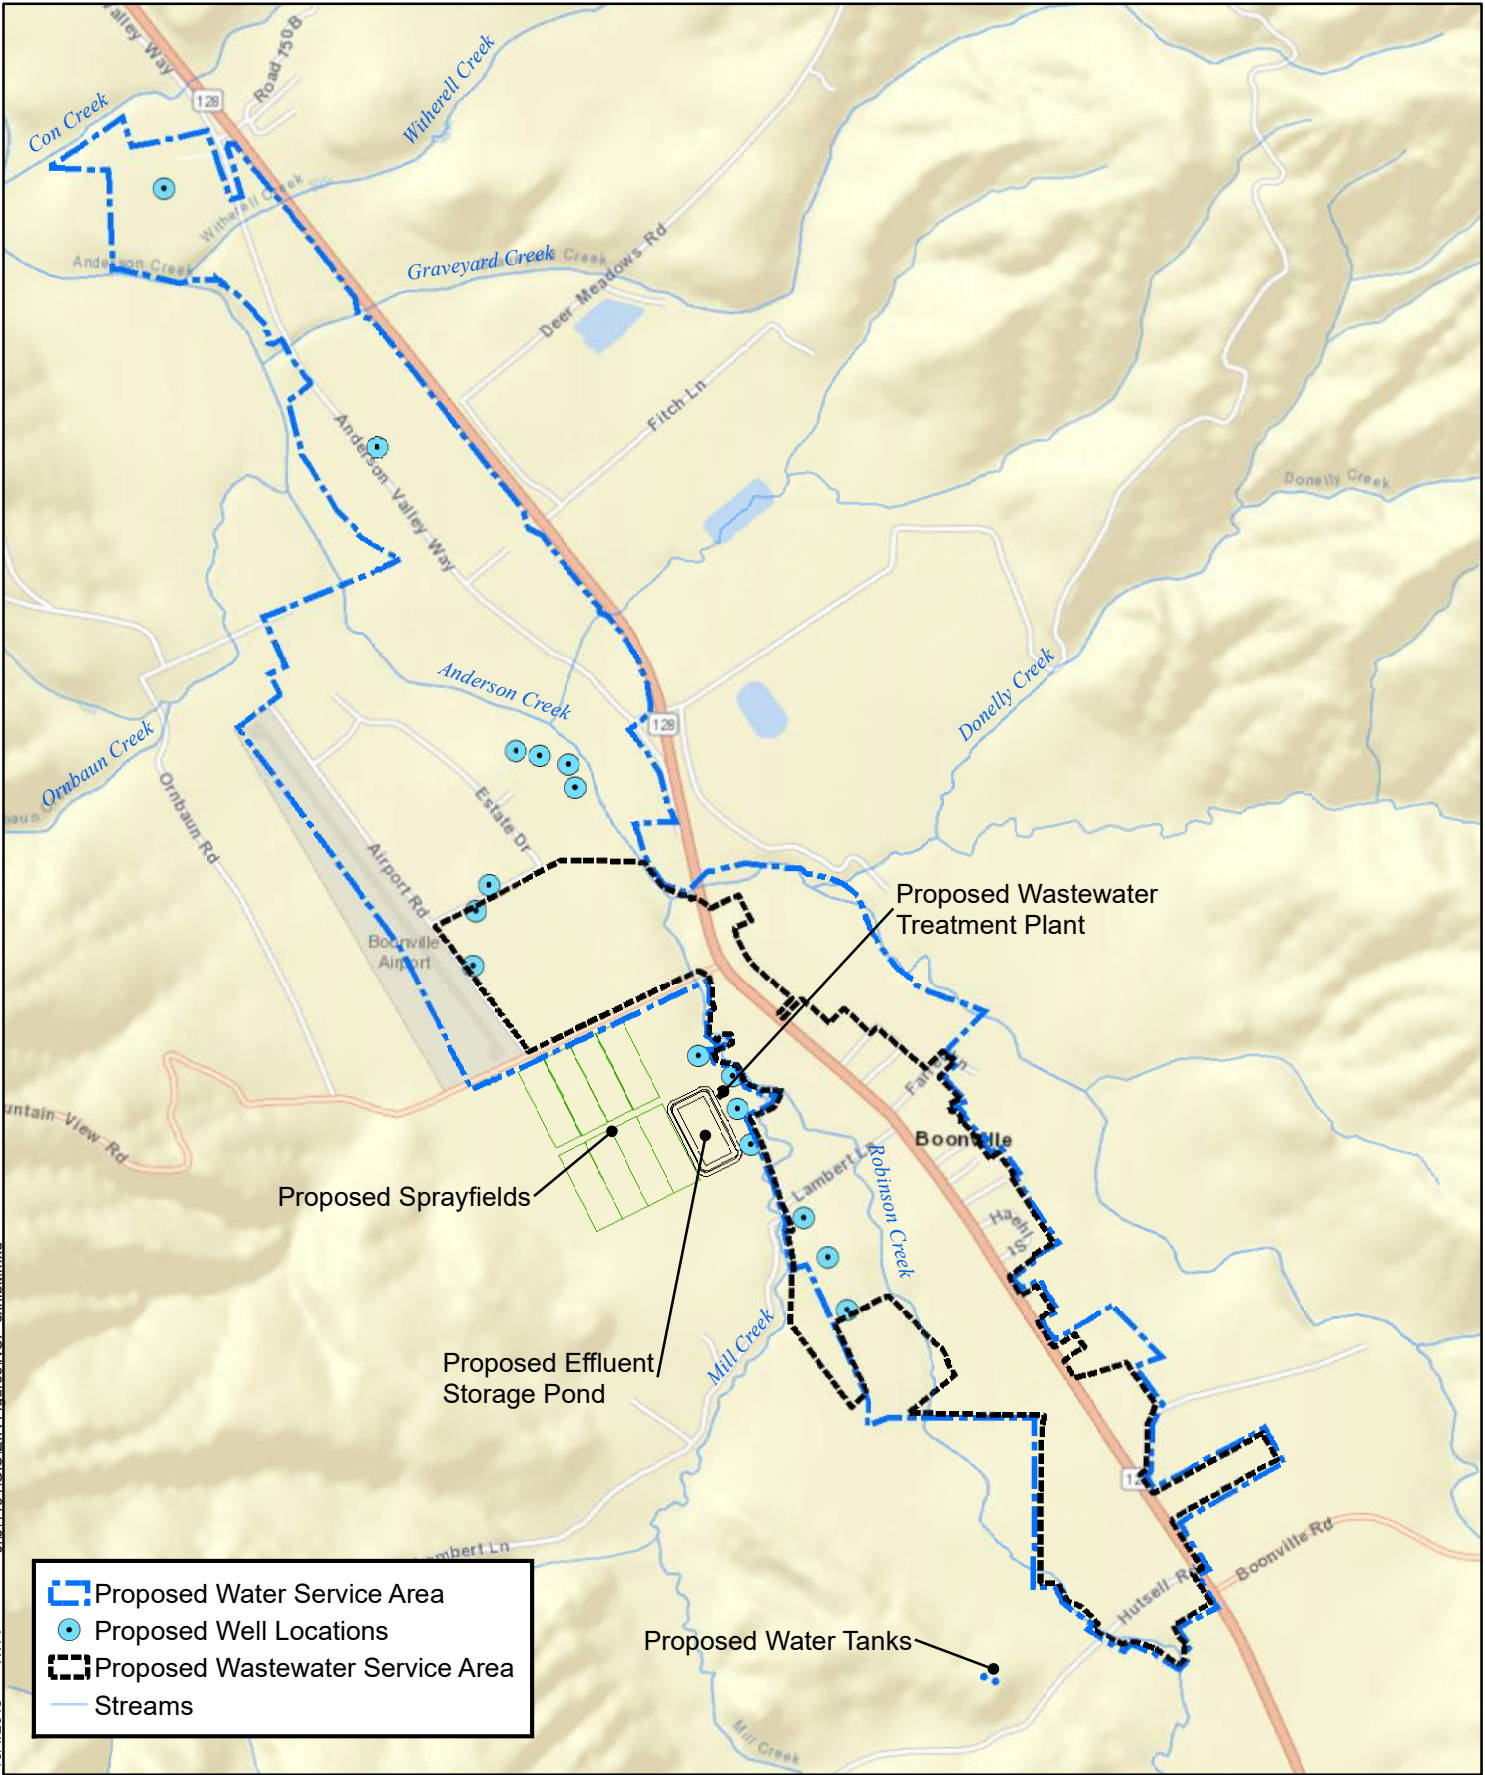 Valley Way
Road 150B
128
Con Creek
Witherell Creek
Witherell Creek
Anderson Creek
Graveyard Creek
Creek
Deer Meadows Rd
Fitch Ln
Anderson Valley Way
Donelly Creek
Anderson Creek
Donelly Creek
128
Ornbaun Creek
Ornbaun Rd
Estate Dr
Airport Rd
Boonville
Airport
Proposed Wastewater
Treatment Plant
Mountain View Rd
Boonville
Lambert Ln
Robinson Creek
Haehl
St
Proposed Sprayfields
Proposed Effluent
Storage Pond
Mill Creek
Lambert Ln
Hutsell Rd
Boonville Rd
Proposed Water Tanks
Mill Creek
Proposed Water Service Area
Proposed Well Locations
Proposed Wastewater Service Area
Streams